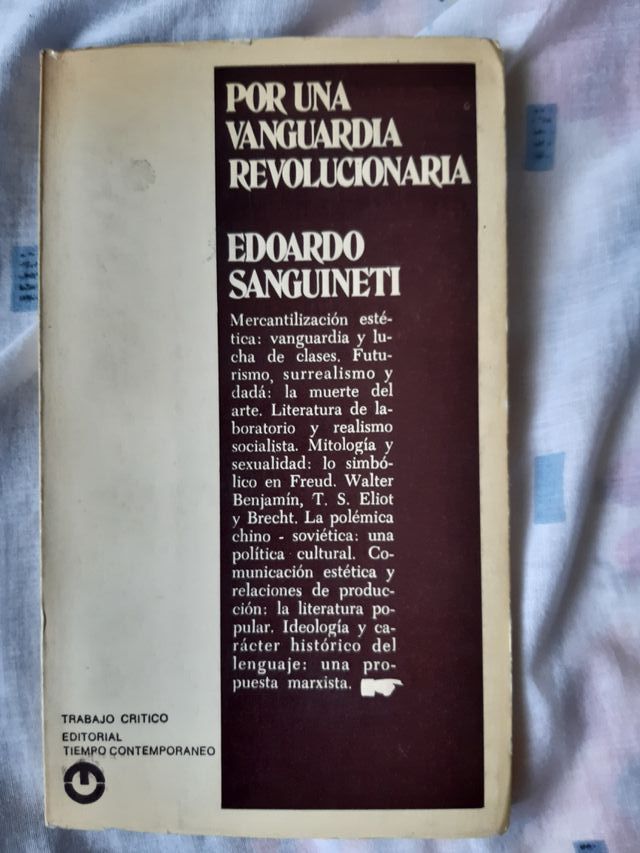 POR UNA
VANGUARDIA
REVOLUCIONARIA
EDOARDO
SANGUINETI
Mercantilización esté-
tica: vanguardia y lu-
cha de clases. Futu-
rismo, surrealismo y
dadá: la muerte del
arte. Literatura de la-
boratorio y realismo
socialista. Mitología y
sexualidad: lo simbó-
lico en Freud. Walter
Benjamín, T. S. Eliot
y Brecht. La polémica
chino - soviética: una
política cultural. Co-
municación estética y
relaciones de produc-
ción: la literatura po-
pular. Ideología y ca-
rácter histórico del
lenguaje: una pro-
puesta marxista.
TRABAJO CRITICO
EDITORIAL
TIEMPO CONTEMPORANEO